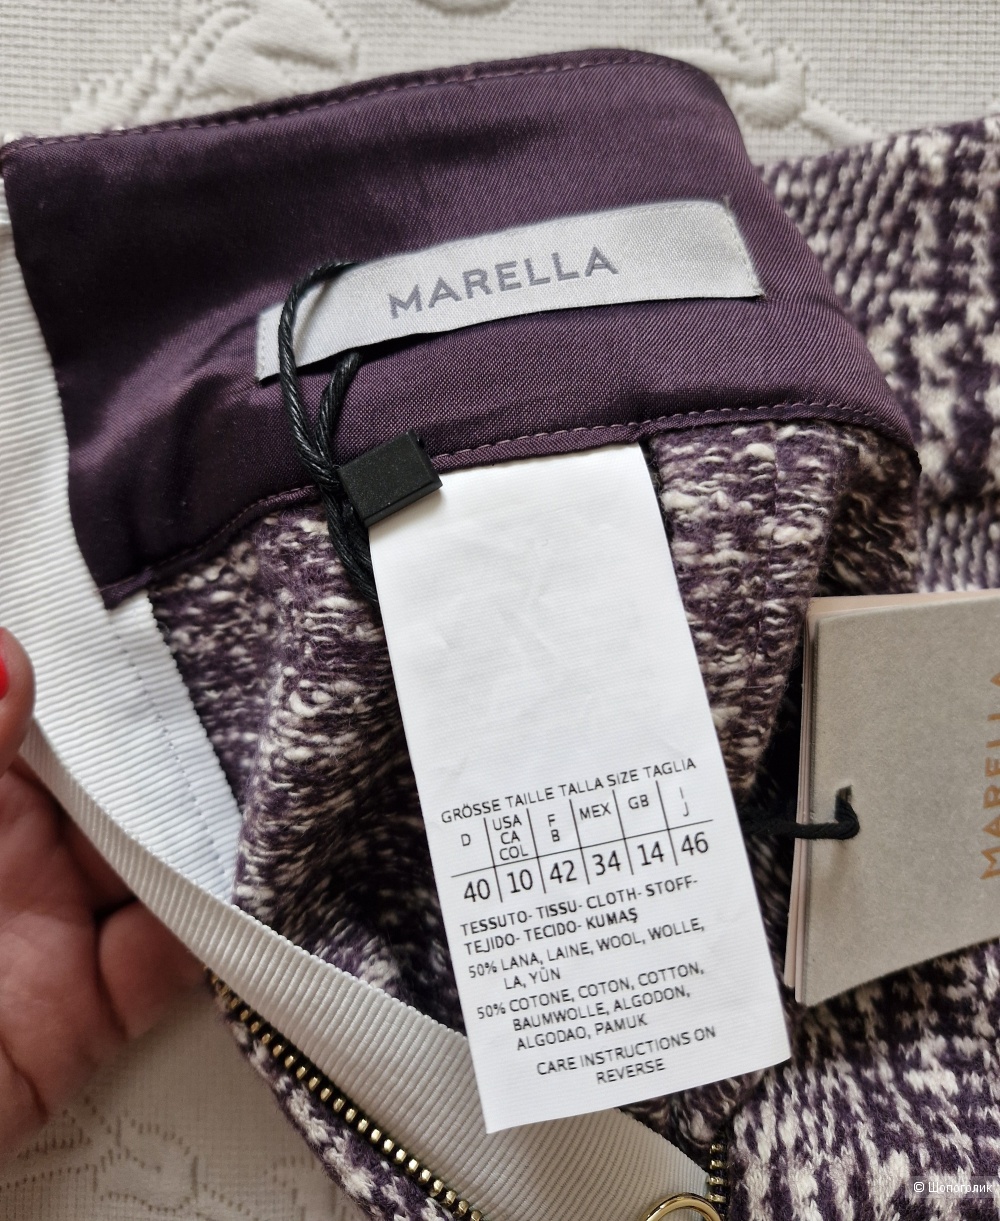 MARELLA
GRÖSSE TAILLE TALLA SIZE TAGLIA
D USA CA COL F B MEX GB I J
40 10 42 34 14 46
TESSUTO- TISSU- CLOTH- STOFF-
TEJIDO- TECIDO- KUMAŞ
50% LANA, LAINE, WOOL, WOLLE,
LA, YÜN
50% COTONE, COTON, COTTON,
BAUMWOLLE, ALGODON,
ALGODAO, PAMUK
CARE INSTRUCTIONS ON
REVERSE
MARELLA
© Шопоголик